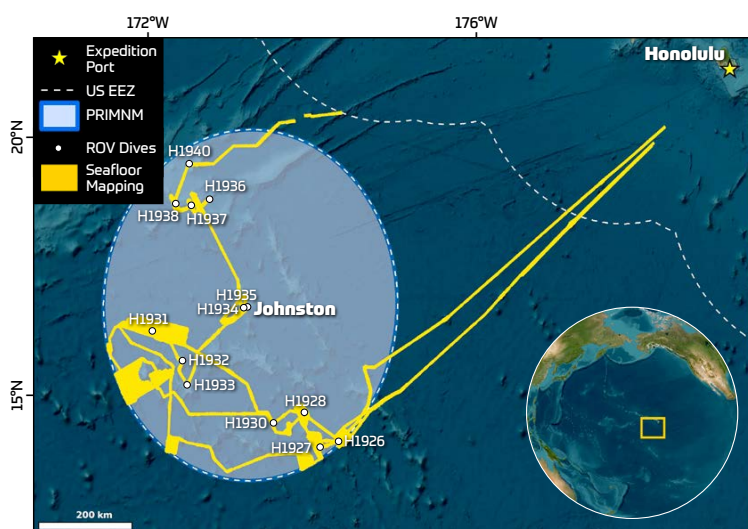 172°W
176°W
Expedition
Port
US EEZ
PRIMNM
ROV Dives
Seafloor
Mapping
Honolulu
20°N
15°N
H1940
H1936
H1938
H1937
H1935
H1934
Johnston
H1931
H1932
H1933
H1928
H1930
H1927
H1926
200 km